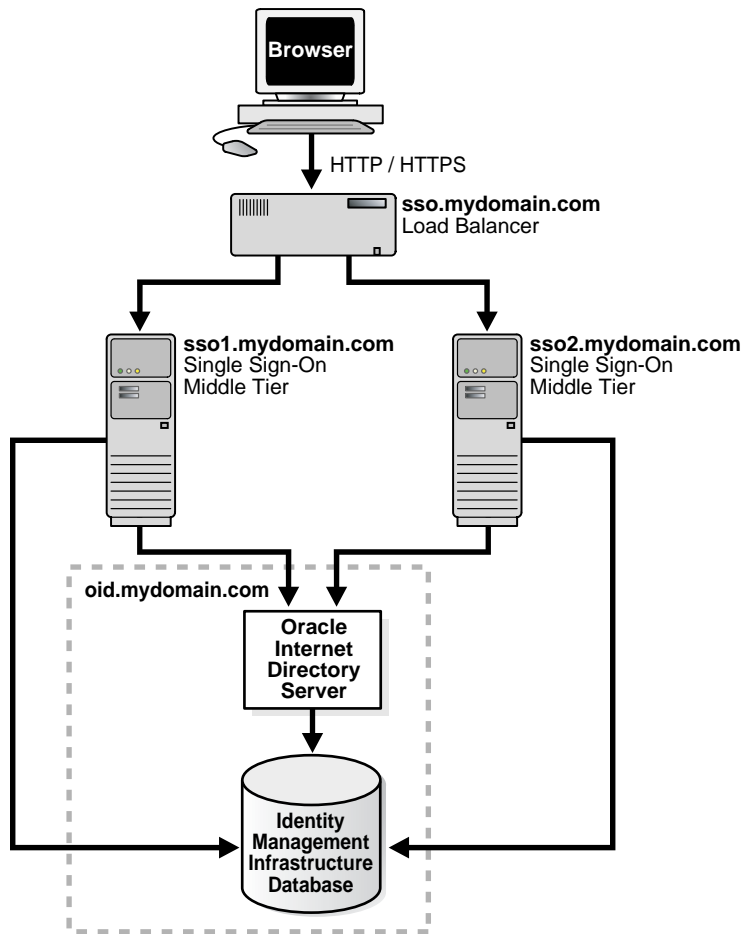 Browser
HTTP / HTTPS
sso.mydomain.com
Load Balancer
sso1.mydomain.com
Single Sign-On
Middle Tier
sso2.mydomain.com
Single Sign-On
Middle Tier
oid.mydomain.com
Oracle
Internet
Directory
Server
Identity
Management
Infrastructure
Database